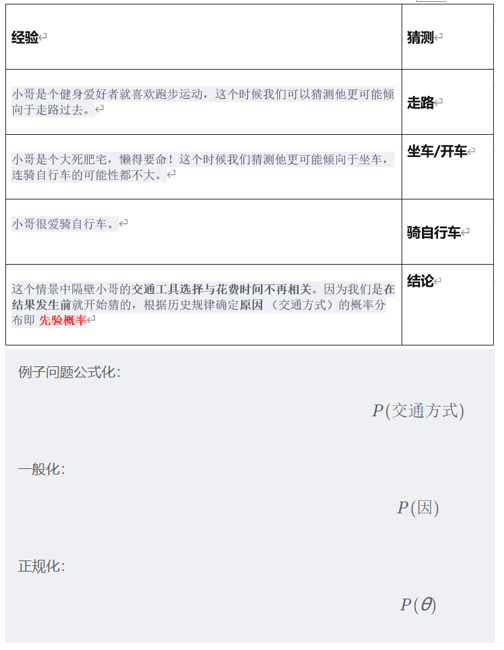 经验↵
猜测↵
小哥是个健身爱好者就喜欢跑步运动，这个时候我们可以猜测他更可能倾
向于走路过去。↵
走路↵
小哥是个大死肥宅，懒得要命！这个时候我们猜测他更可能倾向于坐车，
连骑自行车的可能性都不大。↵
坐车/开车↵
小哥很爱骑自行车。↵
骑自行车↵
这个情景中隔壁小哥的交通工具选择与花费时间不再相关。因为我们是在
结果发生前就开始猜的，根据历史规律确定原因 （交通方式）的概率分
布即 先验概率↵
结论↵
例子问题公式化：
P(交通方式)
一般化：
P(因)
正规化：
P(θ)